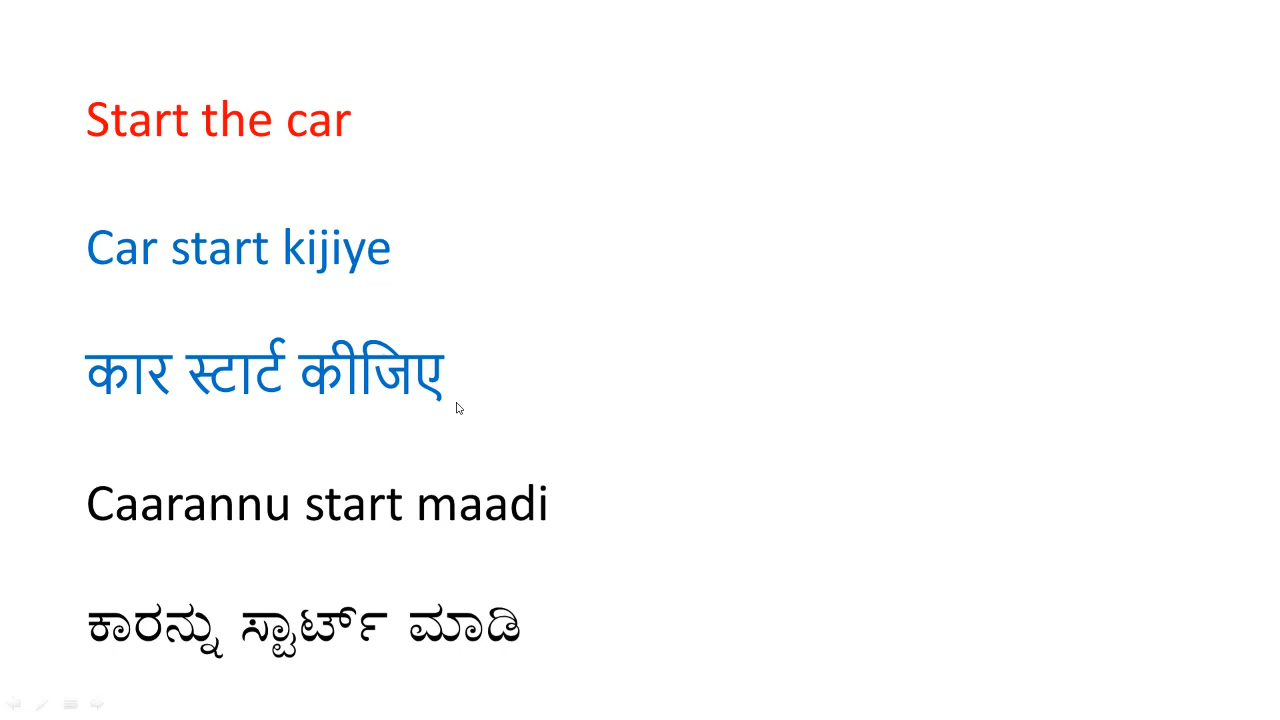 Start the car
Car start kijiye
कार स्टार्ट कीजिए
Caarannu start maadi
ಕಾರನ್ನು ಸ್ಟಾರ್ಟ್ ಮಾಡಿ